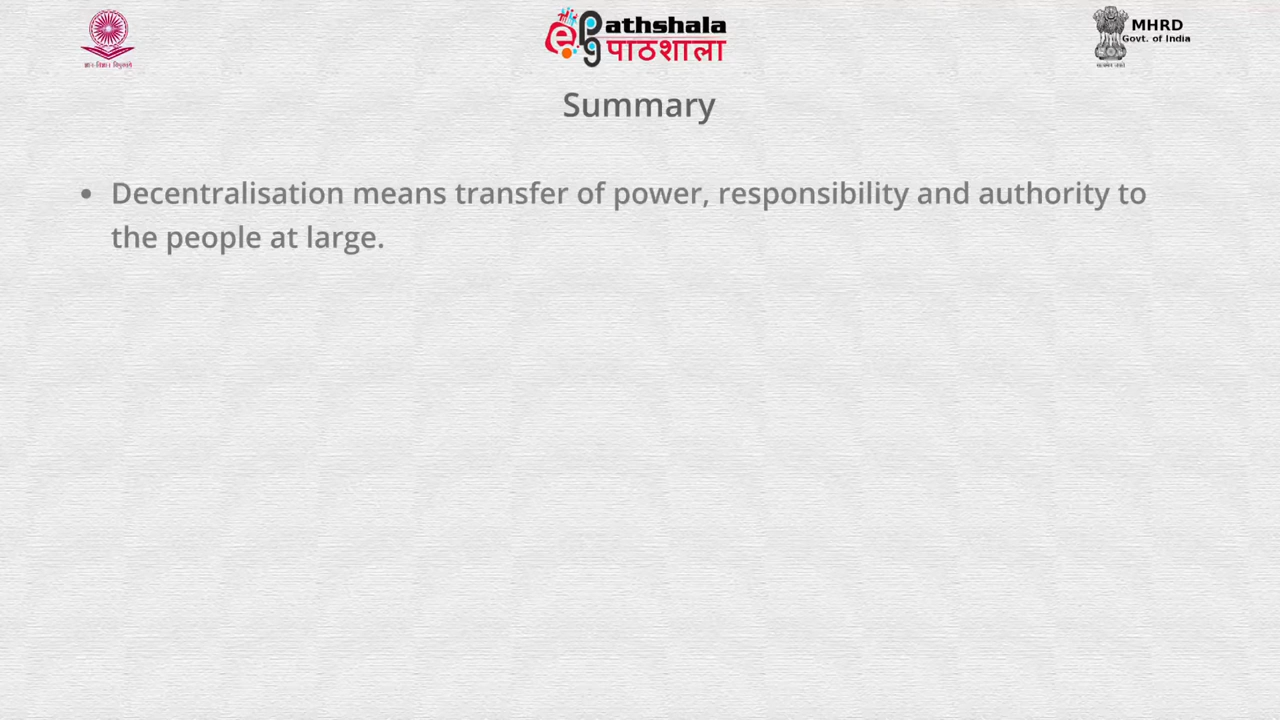 ePathshala
पाठशाला
MHRD
Govt. of India
Summary
• Decentralisation means transfer of power, responsibility and authority to
the people at large.